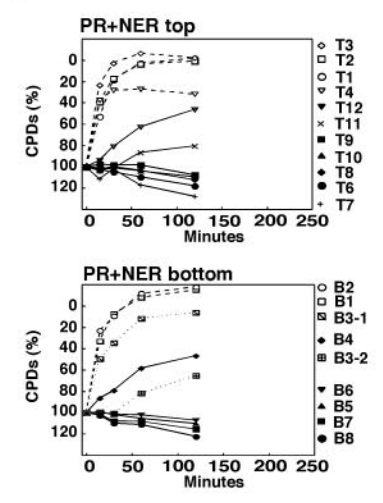 PR+NER top
CPDs (%)
0
20
40
60
80
100
120
0 50 100 150 200 250
Minutes
T3
T2
T1
T4
T12
T11
T9
T10
T8
T6
T7
PR+NER bottom
CPDs (%)
0
20
40
60
80
100
120
0 50 100 150 200 250
Minutes
B2
B1
B3-1
B4
B3-2
B6
B5
B7
B8